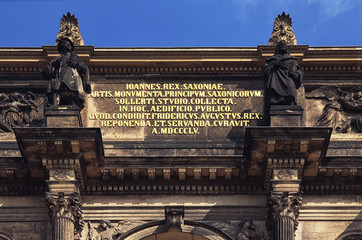 IOANNES. REX. SAXONIAE.
ARTIS. MONVMENTA. PRINCIPVM. SAXONICORVM.
SOLLERTI. STVDIO. COLLECTA.
IN. HOC. AEDIFICIO. PVBLICO.
QVOD. CONDIDIT. FRIDERICVS. AVGVSTVS. REX.
REPONENDA. ET. SERVANDA. CVRAVIT.
A. MDCCCLV.